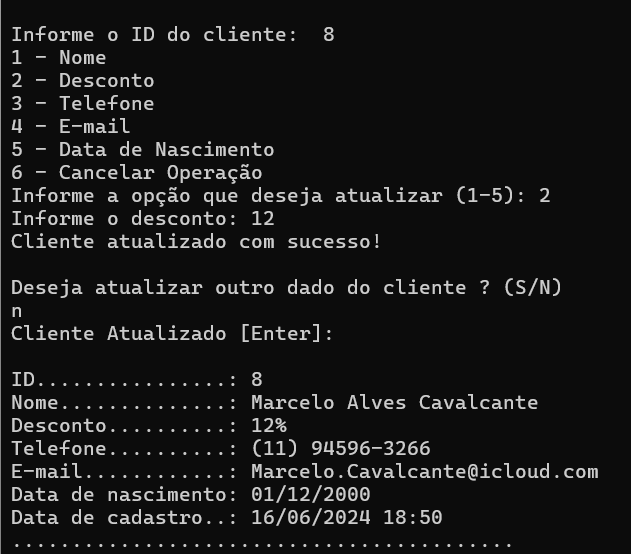 Informe o ID do cliente:  8
1 - Nome
2 - Desconto
3 - Telefone
4 - E-mail
5 - Data de Nascimento
6 - Cancelar Operação
Informe a opção que deseja atualizar (1-5): 2
Informe o desconto: 12
Cliente atualizado com sucesso!
Deseja atualizar outro dado do cliente ? (S/N)
n
Cliente Atualizado [Enter]:
ID................: 8
Nome..............: Marcelo Alves Cavalcante
Desconto..........: 12%
Telefone..........: (11) 94596-3266
E-mail............: Marcelo.Cavalcante@icloud.com
Data de nascimento: 01/12/2000
Data de cadastro..: 16/06/2024 18:50
..........................................